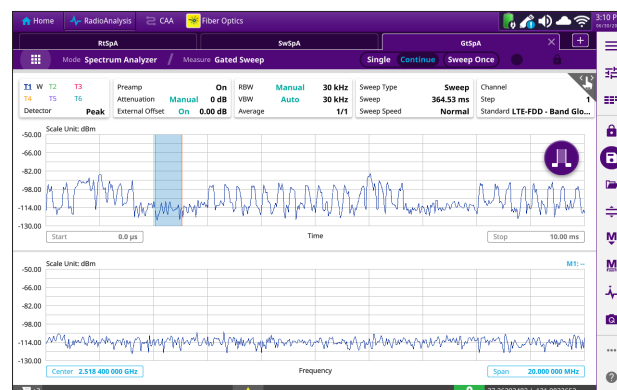 Home RadioAnalysis CAA Fiber Optics 3:10 P
RtSpA SwSpA GtSpA
Mode Spectrum Analyzer / Measure Gated Sweep Single Continue Sweep Once
T1 W T2 T3 Preamp On RBW Manual 30 kHz Sweep Type Sweep Channel
T4 T5 T6 Attenuation Manual 0 dB VBW Auto 30 kHz Sweep 364.53 ms Step 1
Detector Peak External Offset On 0.00 dB Average 1/1 Sweep Speed Normal Standard LTE-FDD - Band Glo...
Scale Unit: dBm
-50.00
-66.00
-82.00
-98.00
-114.00
-130.00
Start 0.0 µs Time Stop 10.00 ms
Scale Unit: dBm M1: --
-50.00
-66.00
-82.00
-98.00
-114.00
-130.00
Center 2.518 400 000 GHz Frequency Span 20.000 000 MHz